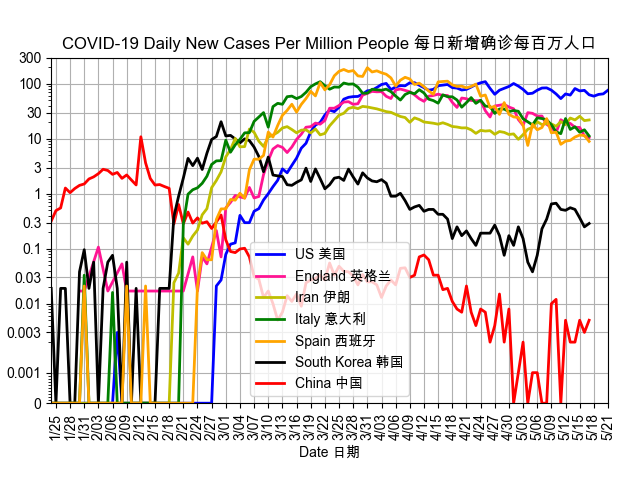 COVID-19 Daily New Cases Per Million People 每日新增确诊每百万人口
300
100
30
10
3
1
0.3
0.1
0.03
0.01
0.003
0.001
0
US 美国
England 英格兰
Iran 伊朗
Italy 意大利
Spain 西班牙
South Korea 韩国
China 中国
1/25 1/28 1/31 2/03 2/06 2/09 2/12 2/15 2/18 2/21 2/24 2/27 3/01 3/04 3/07 3/10 3/13 3/16 3/19 3/22 3/25 3/28 3/31 4/03 4/06 4/09 4/12 4/15 4/18 4/21 4/24 4/27 4/30 5/03 5/06 5/09 5/12 5/15 5/18 5/21
Date 日期